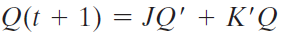 Q(t + 1) = JQ' + K'Q